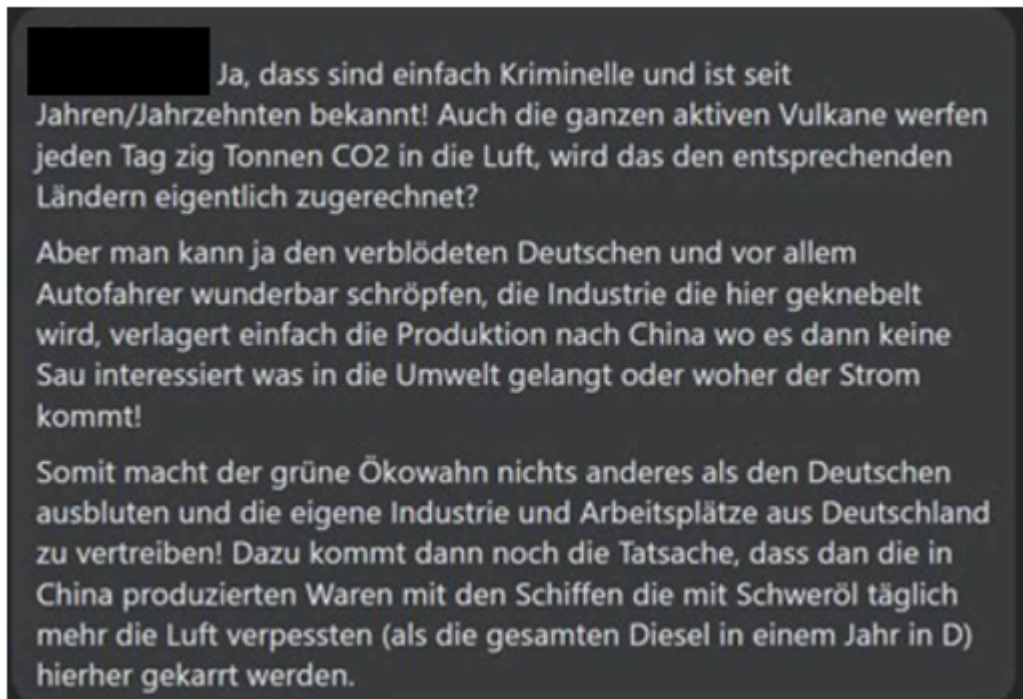 Ja, dass sind einfach Kriminelle und ist seit
Jahren/Jahrzehnten bekannt! Auch die ganzen aktiven Vulkane werfen
jeden Tag zig Tonnen CO2 in die Luft, wird das den entsprechenden
Ländern eigentlich zugerechnet?
Aber man kann ja den verblödeten Deutschen und vor allem
Autofahrer wunderbar schröpfen, die Industrie die hier geknebelt
wird, verlagert einfach die Produktion nach China wo es dann keine
Sau interessiert was in die Umwelt gelangt oder woher der Strom
kommt!
Somit macht der grüne Ökowahn nichts anderes als den Deutschen
ausbluten und die eigene Industrie und Arbeitsplätze aus Deutschland
zu vertreiben! Dazu kommt dann noch die Tatsache, dass dan die in
China produzierten Waren mit den Schiffen die mit Schweröl täglich
mehr die Luft verpessten (als die gesamten Diesel in einem Jahr in D)
hierher gekarrt werden.